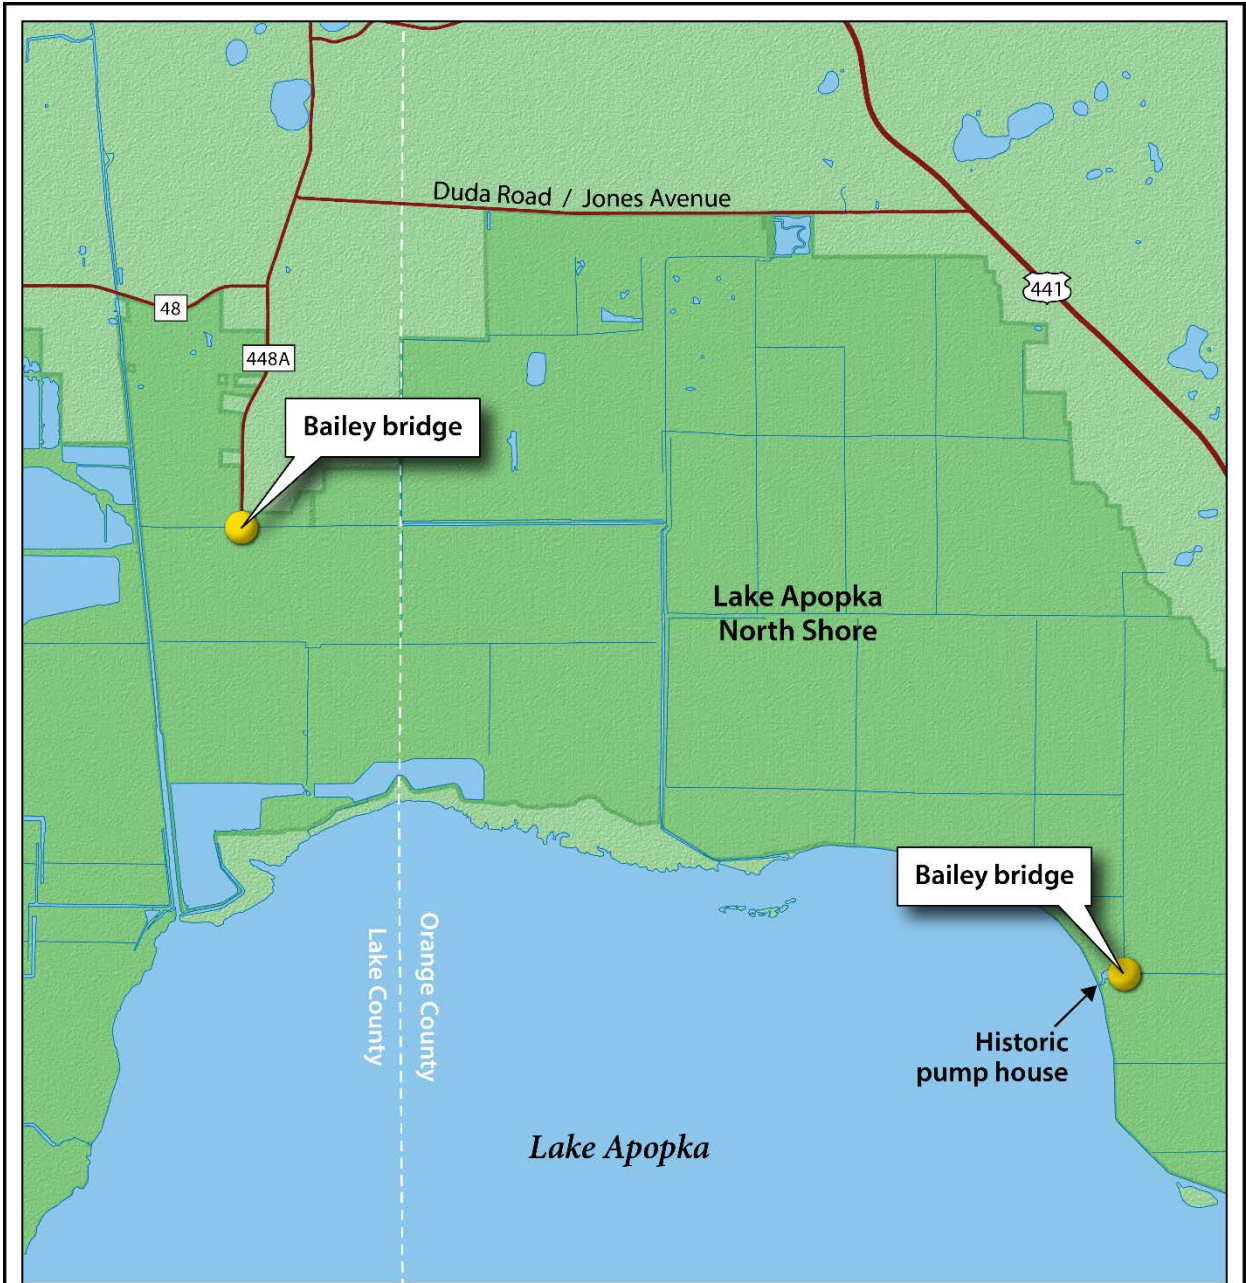 Duda Road / Jones Avenue
441
48
448A
Bailey bridge
Lake Apopka
North Shore
Bailey bridge
Orange County
Lake County
Historic
pump house
Lake Apopka